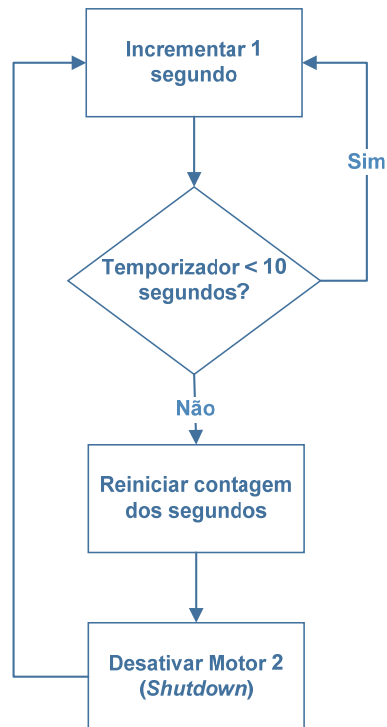 Incrementar 1
segundo
Sim
Temporizador < 10
segundos?
Não
Reiniciar contagem
dos segundos
Desativar Motor 2
(Shutdown)